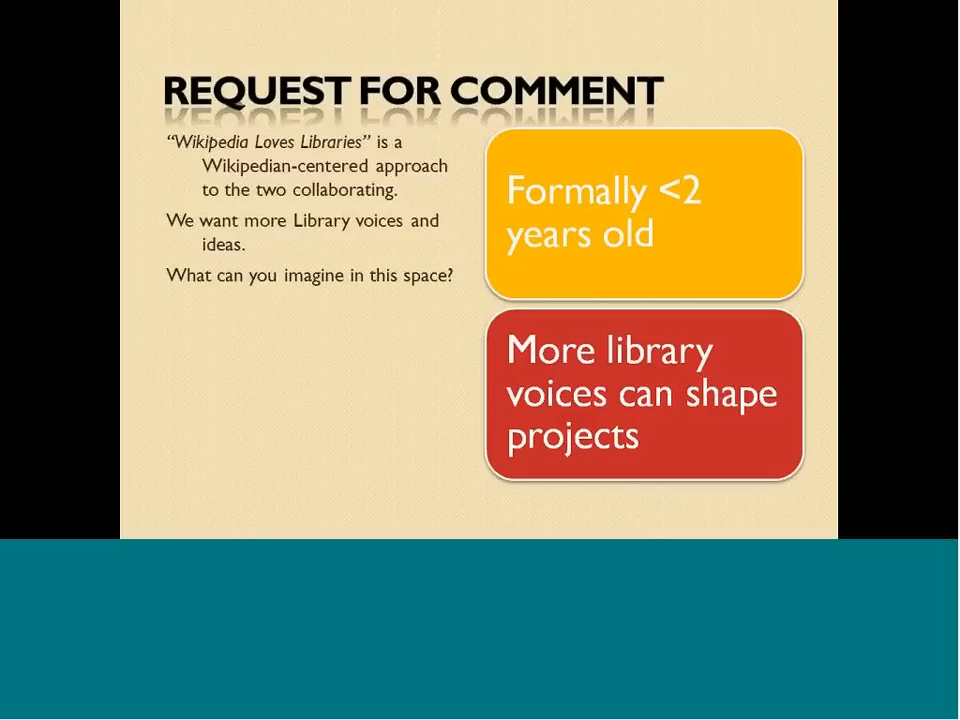 REQUEST FOR COMMENT
“Wikipedia Loves Libraries” is a
Wikipedian-centered approach
to the two collaborating.
We want more Library voices and
ideas.
What can you imagine in this space?
Formally <2
years old
More library
voices can shape
projects